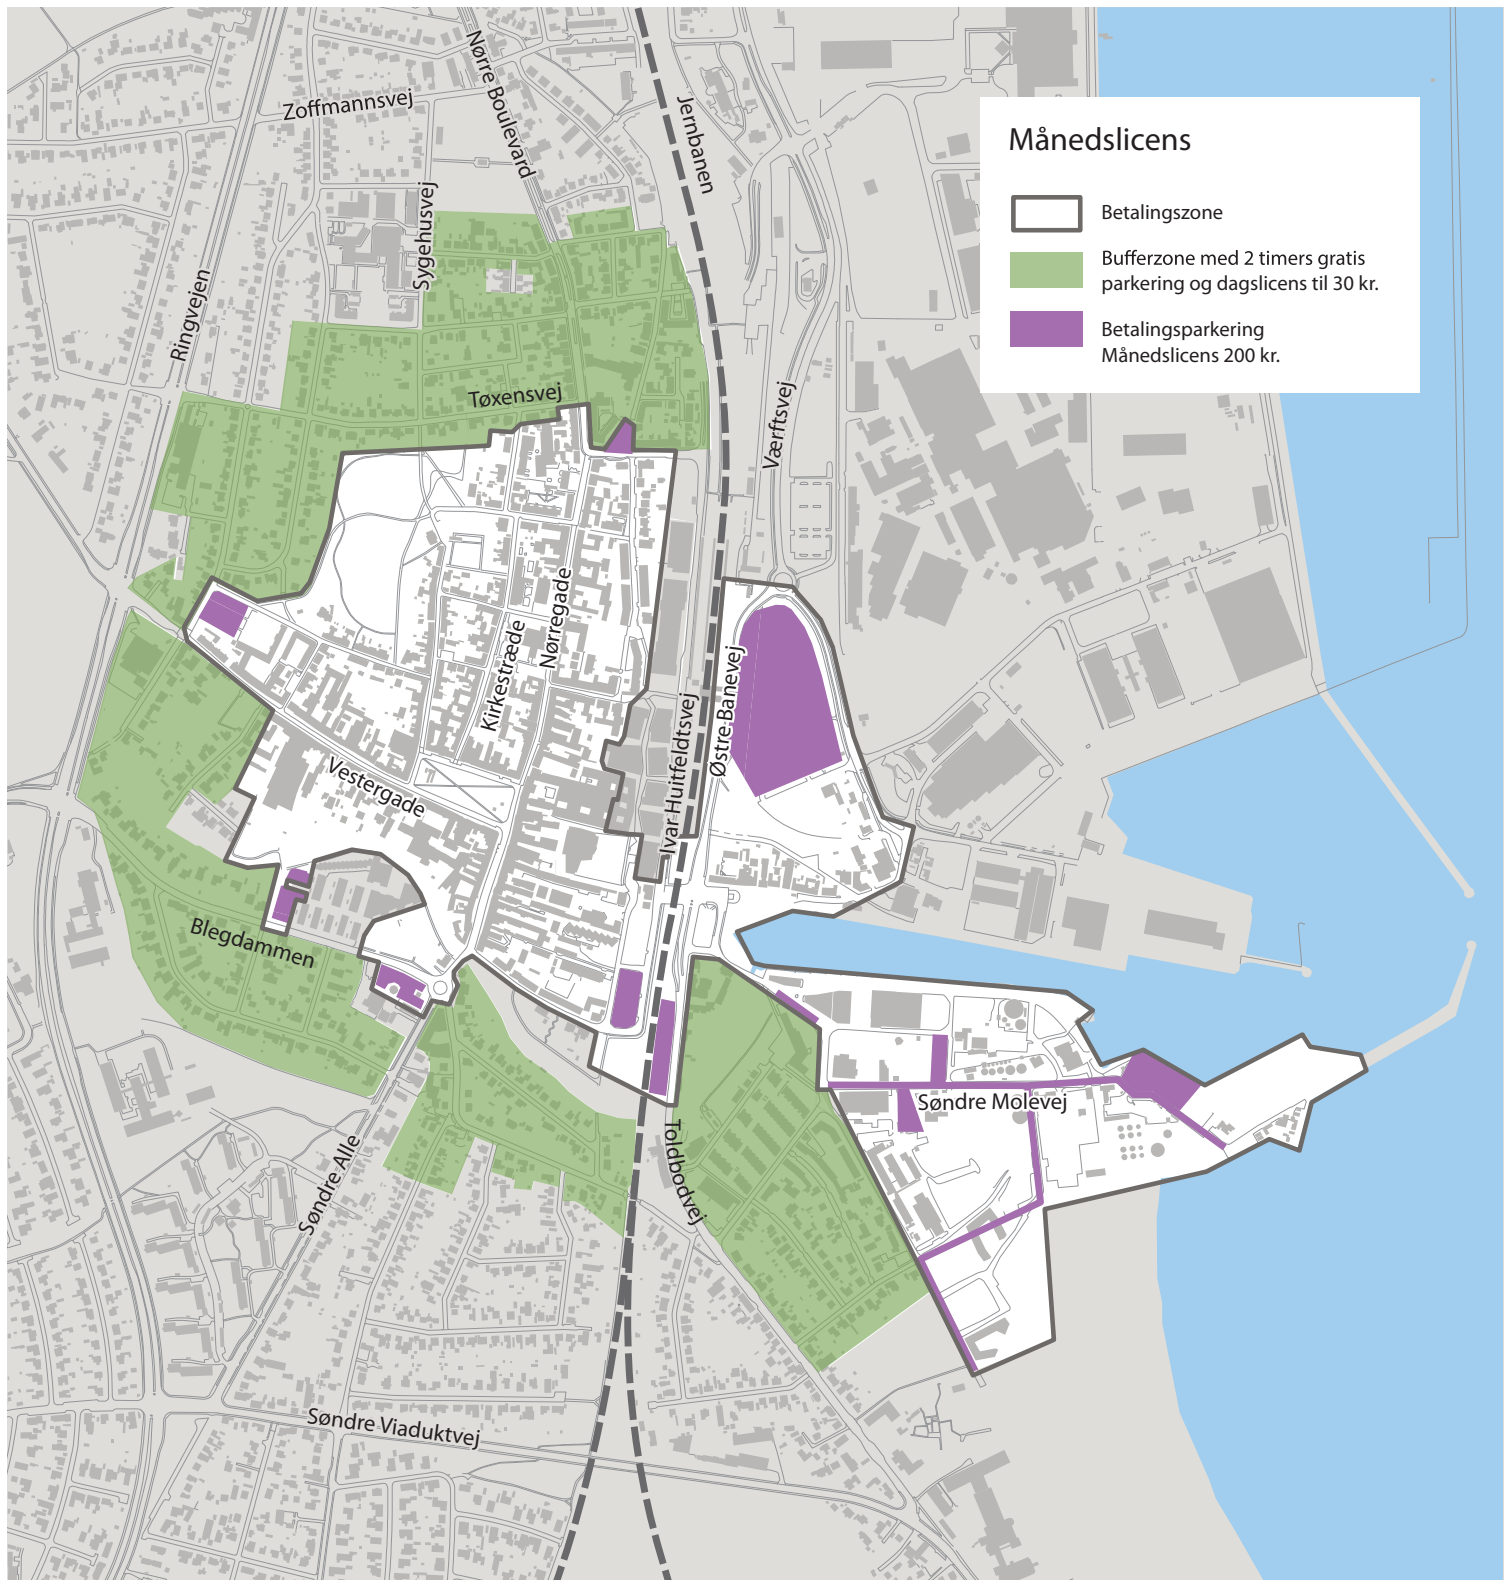 Månedslicens
Betalingszone
Bufferzone med 2 timers gratis
parkering og dagslicens til 30 kr.
Betalingsparkering
Månedslicens 200 kr.
Nørre Boulevard
Zoffmannsvej
Jernbanen
Sygehusvej
Ringvejen
Tøxensvej
Værftsvej
Nørregade
Kirkestræde
Østre Banevej
Ivar Huitfeldtsvej
Vestergade
Blegdammen
Søndre Molevej
Toldbodvej
Søndre Alle
Søndre Viaduktvej